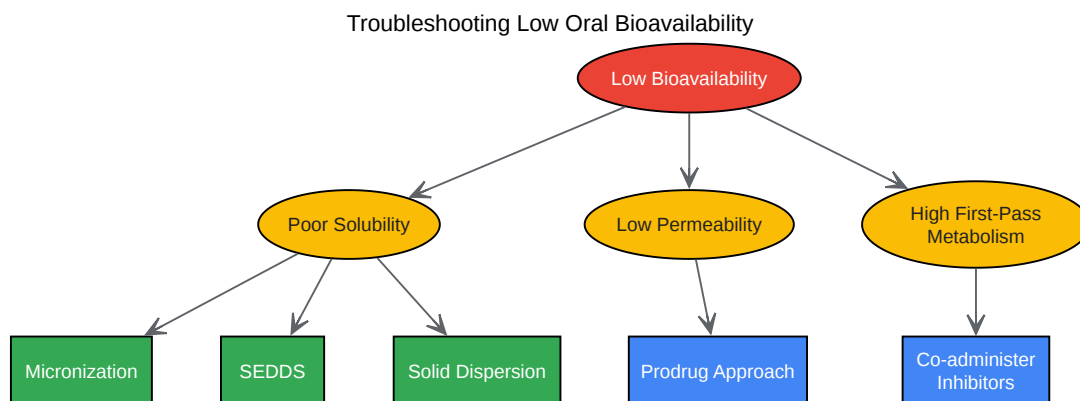 Troubleshooting Low Oral Bioavailability
Low Bioavailability
Poor Solubility
Low Permeability
High First-Pass
Metabolism
Micronization
SEDDS
Solid Dispersion
Prodrug Approach
Co-administer
Inhibitors